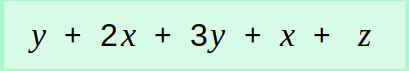 y + 2x + 3y + x + z